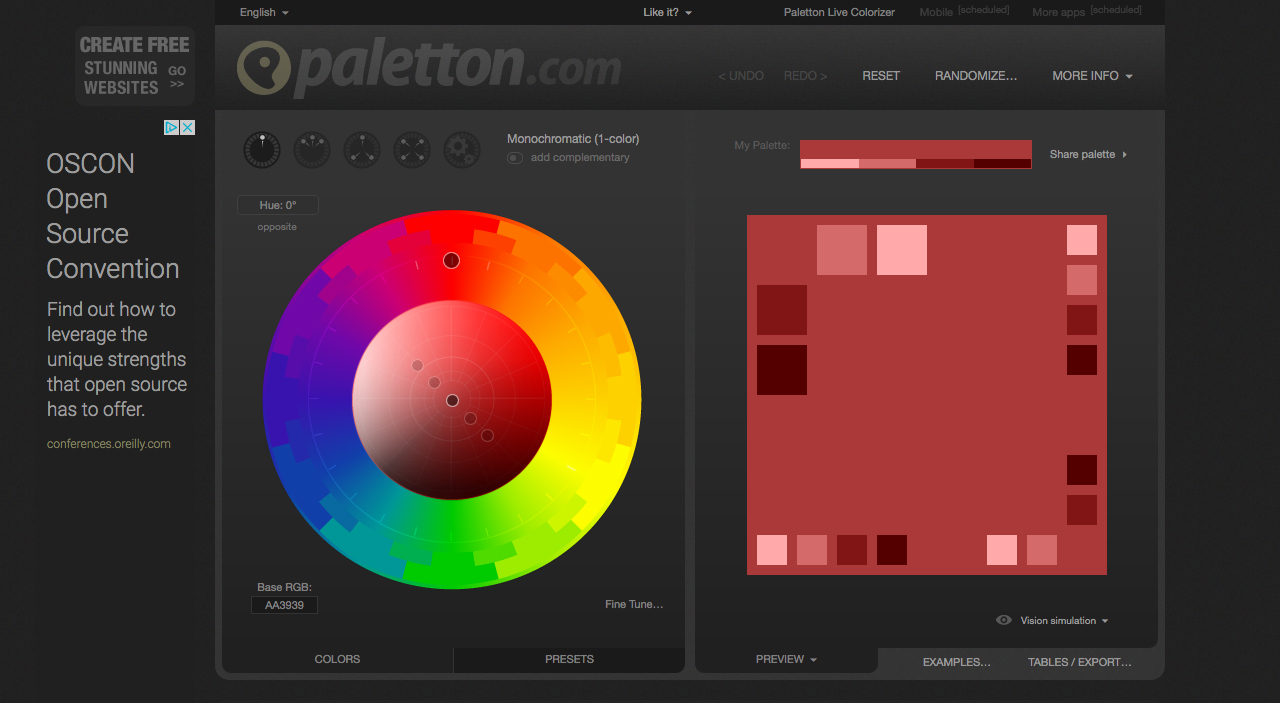 English
Like it?
Paletton Live Colorizer
Mobile [scheduled]
More apps [scheduled]
CREATE FREE
STUNNING
WEBSITES
GO
>>
paletton.com
< UNDO
REDO >
RESET
RANDOMIZE...
MORE INFO
OSCON
Open
Source
Convention
Find out how to
leverage the
unique strengths
that open source
has to offer.
conferences.oreilly.com
Monochromatic (1-color)
add complementary
My Palette:
Share palette
Hue: 0°
opposite
Base RGB:
AA3939
Fine Tune...
Vision simulation
COLORS
PRESETS
PREVIEW
EXAMPLES...
TABLES / EXPORT...